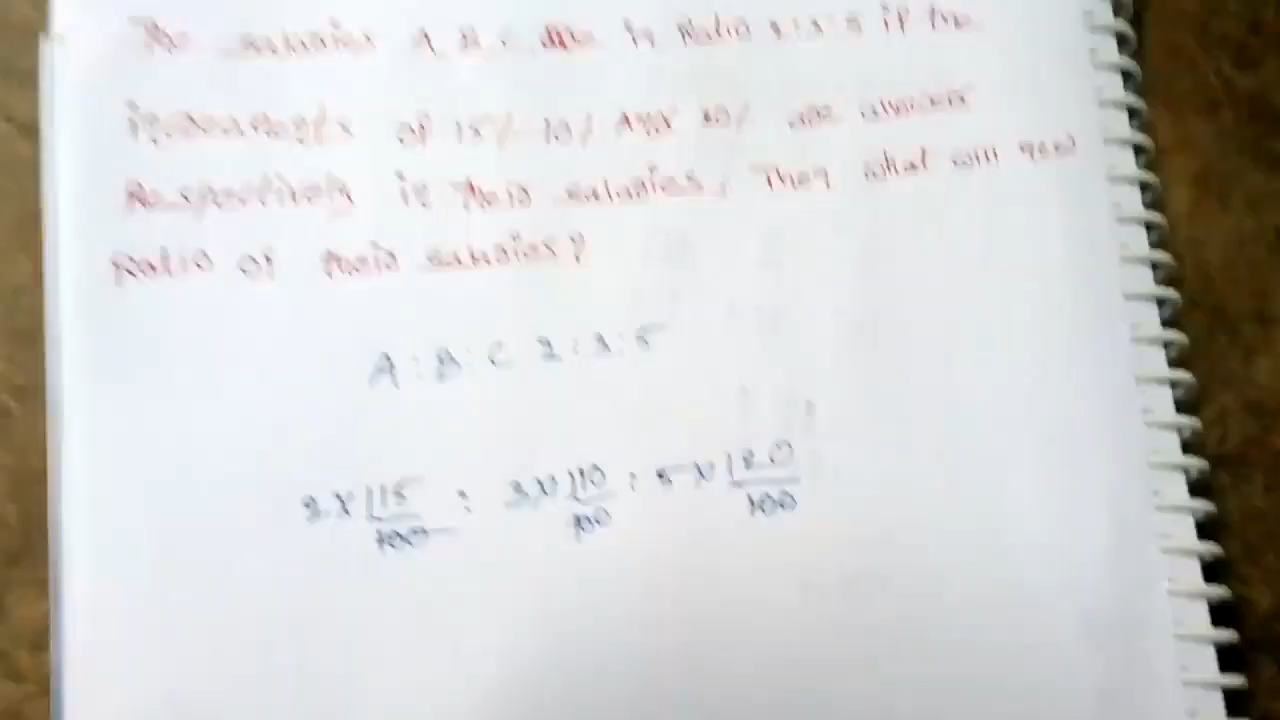 The salaries A, B, C are in Ratio 2:3:5 if the
increments of 15% 10% And 20% are allowed
Respectively in their salaries, Then what will new
Ratio of their salaries?
A : B : C 2 : 3 : 5
2 × 115/100 : 3 × 110/100 : 5 × 120/100